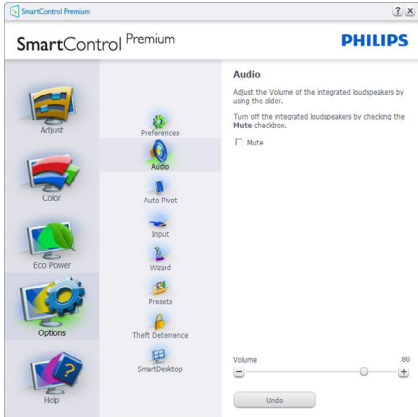 SmartControl Premium
SmartControl Premium
PHILIPS
Adjust
Color
Eco Power
Options
Help
Preferences
Audio
Auto Pivot
Input
Wizard
Presets
Theft Deterrence
SmartDesktop
Audio
Adjust the Volume of the integrated loudspeakers by
using the slider.
Turn off the integrated loudspeakers by checking the
Mute checkbox.
Mute
Volume 80
Undo